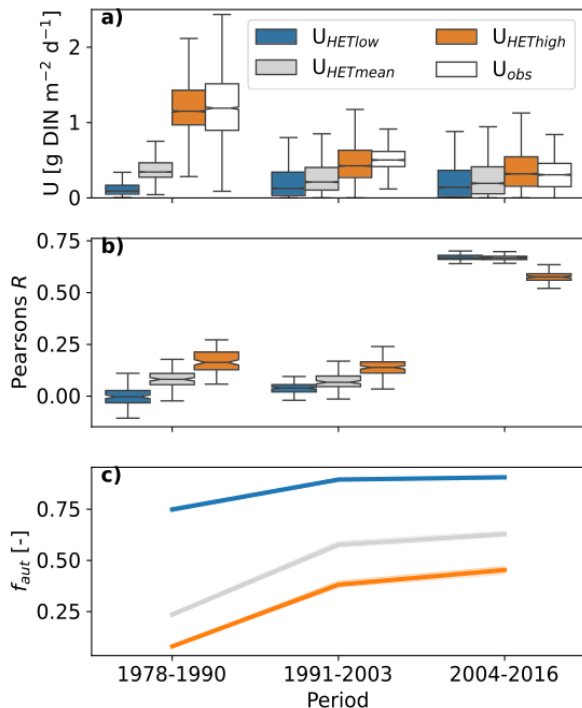 a)
U_HETlow
U_HEThigh
U_HETmean
U_obs
U [g DIN m⁻² d⁻¹]
2
1
0
b)
Pearsons R
0.75
0.50
0.25
0.00
c)
f_aut [-]
0.75
0.50
0.25
1978-1990 1991-2003 2004-2016
Period